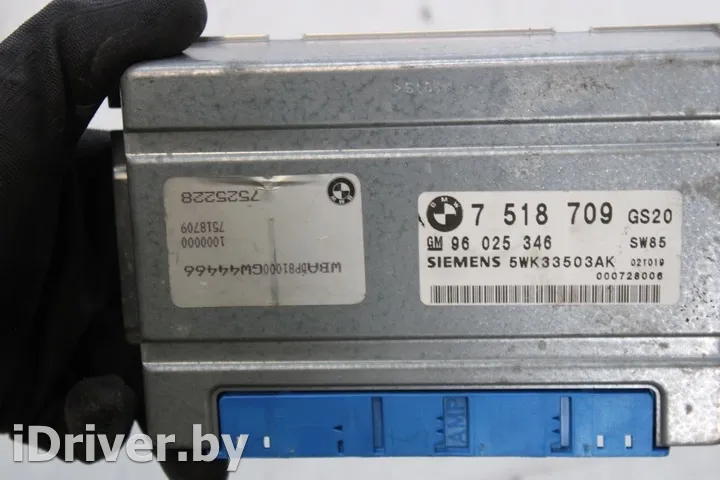 7525228
7518709
1000000
WBADP81000GW44466
BMW 7 518 709 GS20
GM 96 025 346 SW85
SIEMENS 5WK33503AK 021019
000728006
AMP
iDriver.by